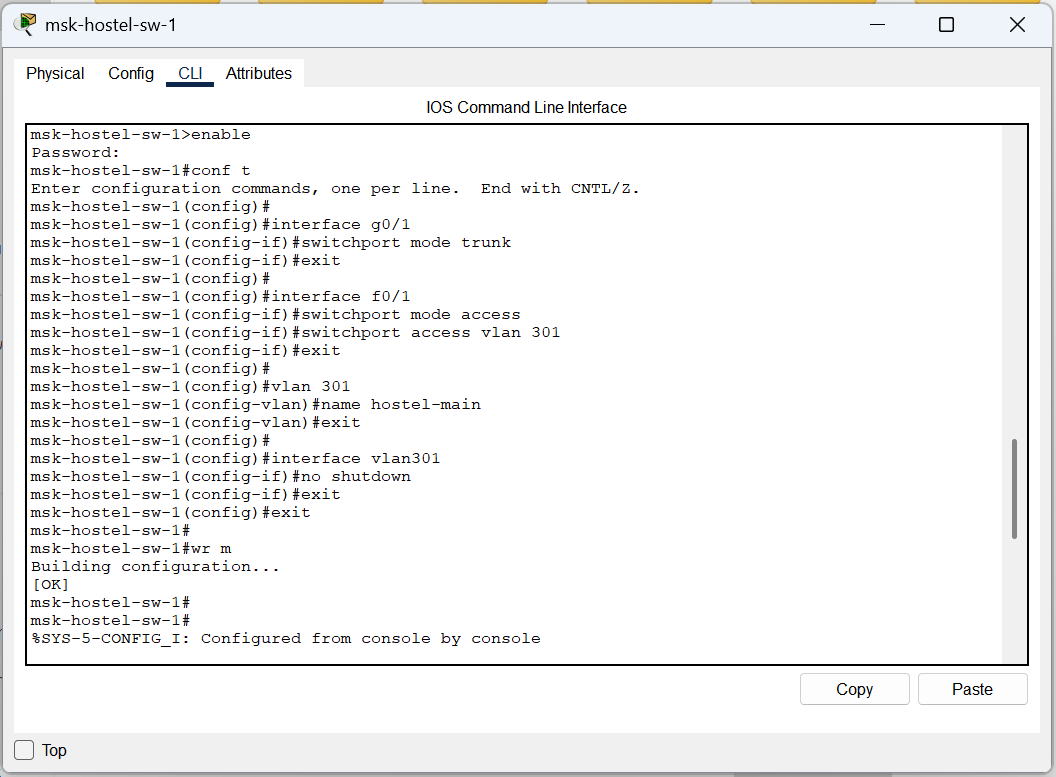 msk-hostel-sw-1
Physical Config CLI Attributes
IOS Command Line Interface
msk-hostel-sw-1>enable
Password:
msk-hostel-sw-1#conf t
Enter configuration commands, one per line.  End with CNTL/Z.
msk-hostel-sw-1(config)#
msk-hostel-sw-1(config)#interface g0/1
msk-hostel-sw-1(config-if)#switchport mode trunk
msk-hostel-sw-1(config-if)#exit
msk-hostel-sw-1(config)#
msk-hostel-sw-1(config)#interface f0/1
msk-hostel-sw-1(config-if)#switchport mode access
msk-hostel-sw-1(config-if)#switchport access vlan 301
msk-hostel-sw-1(config-if)#exit
msk-hostel-sw-1(config)#
msk-hostel-sw-1(config)#vlan 301
msk-hostel-sw-1(config-vlan)#name hostel-main
msk-hostel-sw-1(config-vlan)#exit
msk-hostel-sw-1(config)#
msk-hostel-sw-1(config)#interface vlan301
msk-hostel-sw-1(config-if)#no shutdown
msk-hostel-sw-1(config-if)#exit
msk-hostel-sw-1(config)#exit
msk-hostel-sw-1#
msk-hostel-sw-1#wr m
Building configuration...
[OK]
msk-hostel-sw-1#
msk-hostel-sw-1#
%SYS-5-CONFIG_I: Configured from console by console
Copy Paste
Top